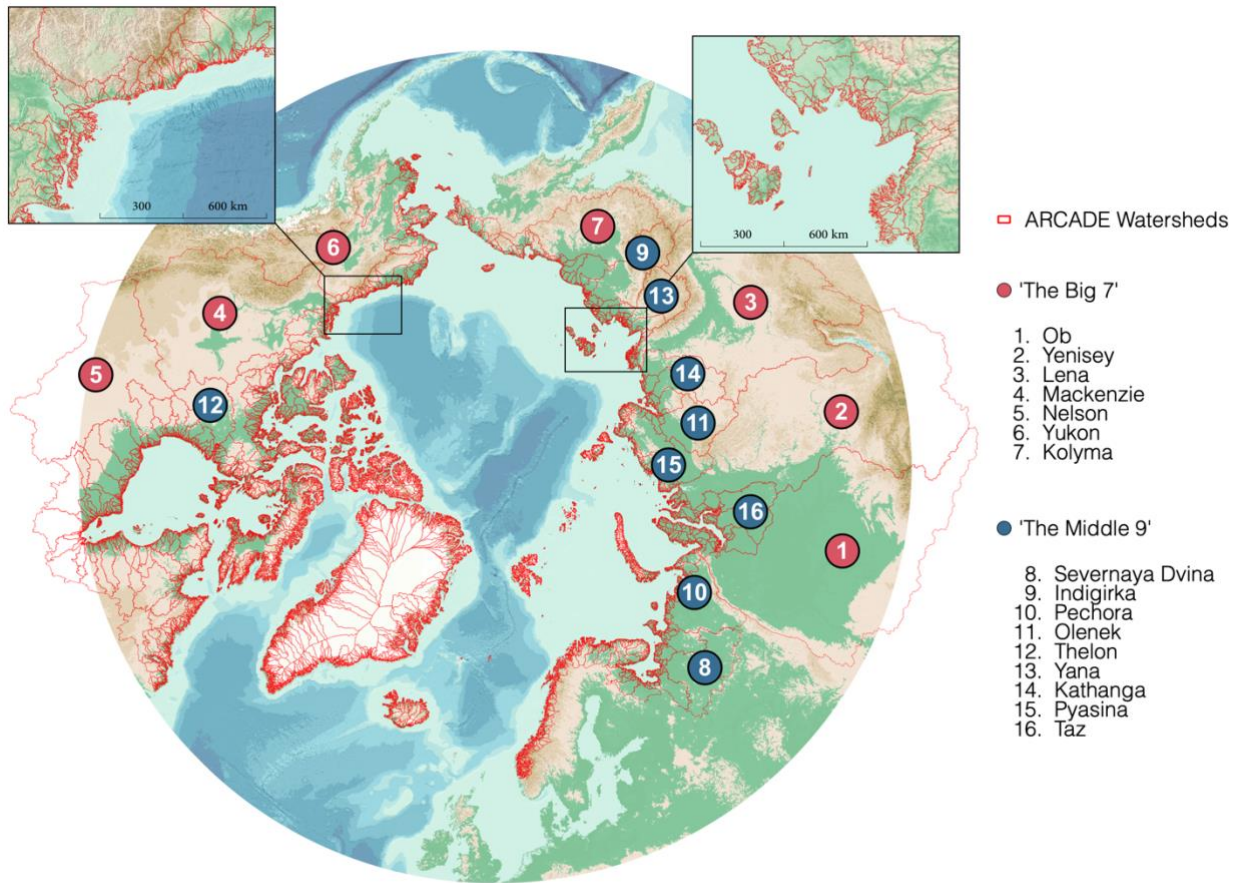 300 600 km
300 600 km
6
7
9
13
3
4
5
12
14
11
2
15
16
1
10
8
ARCADE Watersheds
'The Big 7'
1. Ob
2. Yenisey
3. Lena
4. Mackenzie
5. Nelson
6. Yukon
7. Kolyma
'The Middle 9'
8. Severnaya Dvina
9. Indigirka
10. Pechora
11. Olenek
12. Thelon
13. Yana
14. Kathanga
15. Pyasina
16. Taz